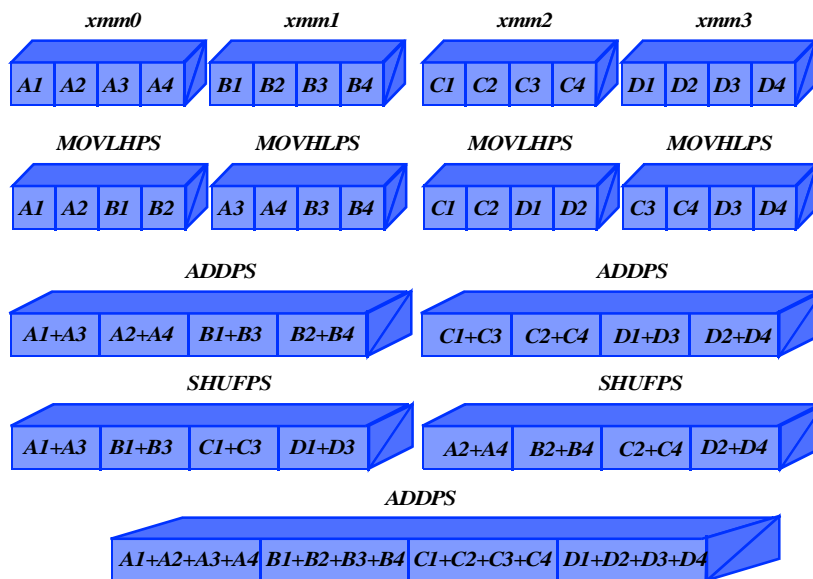 xmm0 xmm1 xmm2 xmm3
A1 A2 A3 A4 B1 B2 B3 B4 C1 C2 C3 C4 D1 D2 D3 D4
MOVLHPS MOVHLPS MOVLHPS MOVHLPS
A1 A2 B1 B2 A3 A4 B3 B4 C1 C2 D1 D2 C3 C4 D3 D4
ADDPS ADDPS
A1+A3 A2+A4 B1+B3 B2+B4 C1+C3 C2+C4 D1+D3 D2+D4
SHUFPS SHUFPS
A1+A3 B1+B3 C1+C3 D1+D3 A2+A4 B2+B4 C2+C4 D2+D4
ADDPS
A1+A2+A3+A4 B1+B2+B3+B4 C1+C2+C3+C4 D1+D2+D3+D4